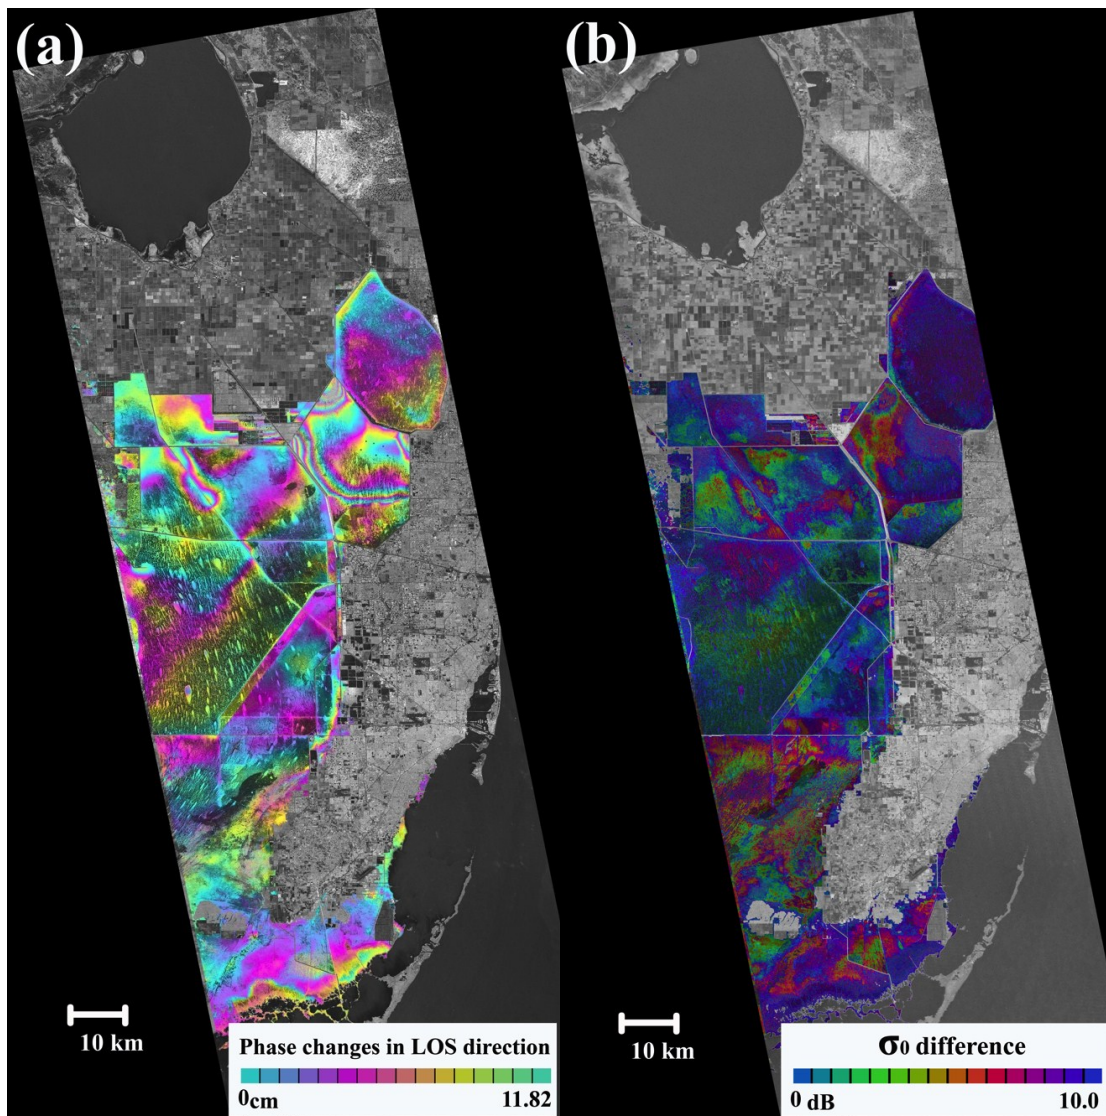 (a)
(b)
10 km
Phase changes in LOS direction
0cm 11.82
10 km
σ0 difference
0 dB 10.0